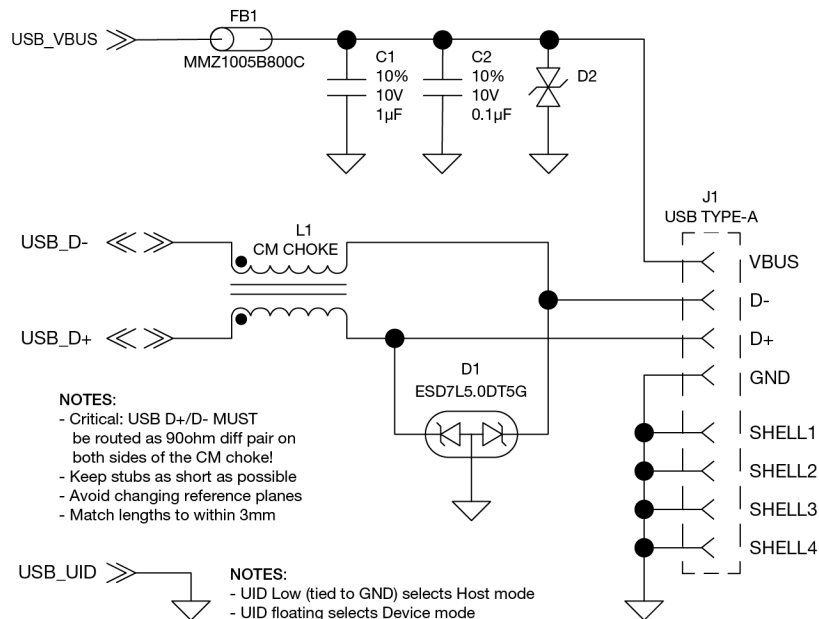 FB1
USB_VBUS
MMZ1005B800C
C1
10%
10V
1µF
C2
10%
10V
0.1µF
D2
J1
USB TYPE-A
USB_D-
L1
CM CHOKE
VBUS
D-
USB_D+
D+
D1
ESD7L5.0DT5G
GND
NOTES:
- Critical: USB D+/D- MUST
be routed as 90ohm diff pair on
both sides of the CM choke!
- Keep stubs as short as possible
- Avoid changing reference planes
- Match lengths to within 3mm
SHELL1
SHELL2
SHELL3
SHELL4
USB_UID
NOTES:
- UID Low (tied to GND) selects Host mode
- UID floating selects Device mode